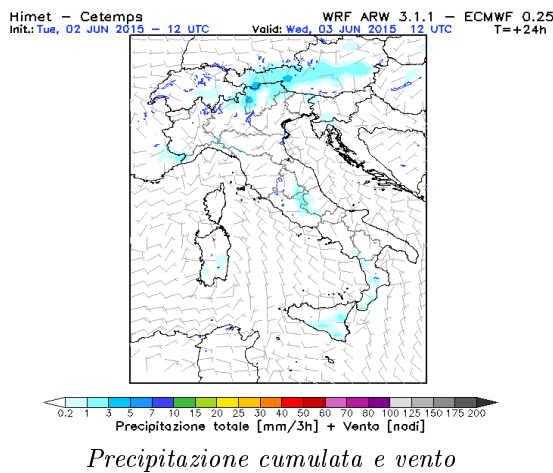 Himet – Cetemps WRF ARW 3.1.1 – ECMWF 0.25
Init.: Tue, 02 JUN 2015 – 12 UTC Valid: Wed, 03 JUN 2015 12 UTC T=+24h
0.2 1 3 5 7 10 15 20 25 30 40 50 60 70 80 100 125 150 175 200
Precipitazione totale [mm/3h] + Vento [nodi]
Precipitazione cumulata e vento